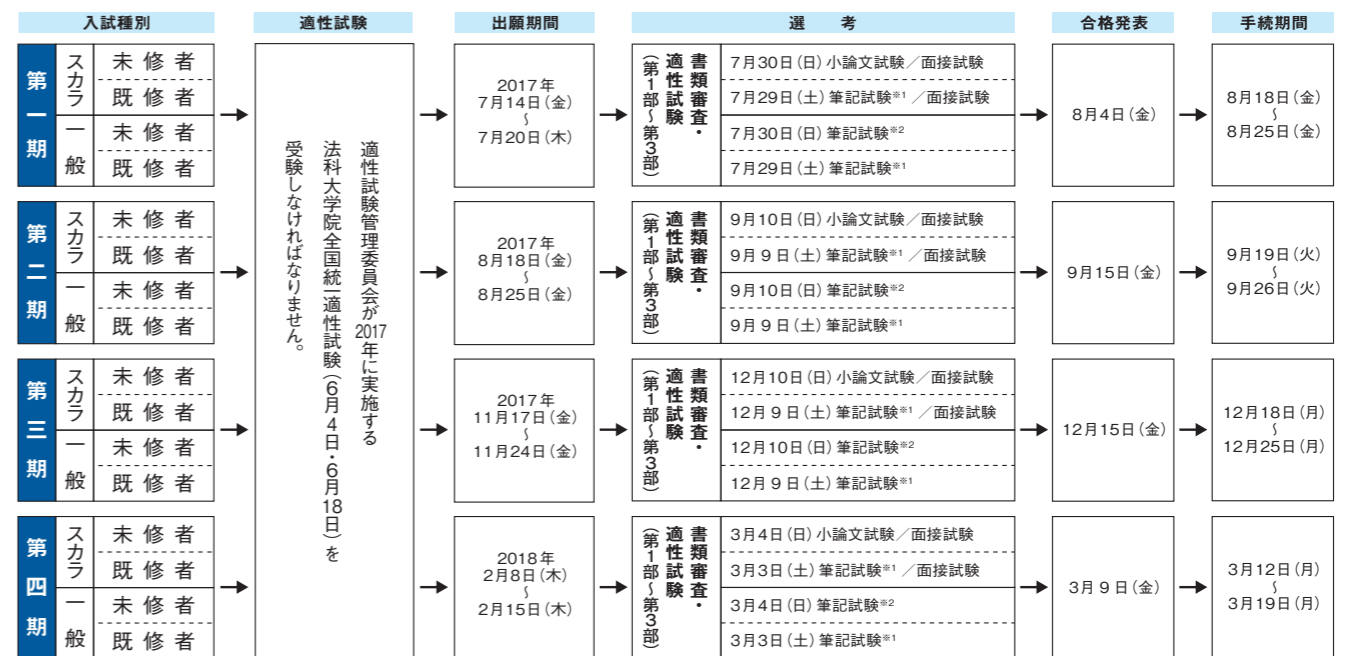 入試種別
適性試験
出願期間
選 考
合格発表
手続期間
適性試験管理委員会が2017年に実施する
法科大学院全国統一適性試験(6月4日・6月18日)を
受験しなければなりません。
第一期
スカラ
未修者
既修者
一般
未修者
既修者
2017年
7月14日(金)
〜
7月20日(木)
書類審査・
適性試験
(第1部〜第3部)
7月30日(日)小論文試験/面接試験
7月29日(土)筆記試験※1/面接試験
7月30日(日)筆記試験※2
7月29日(土)筆記試験※1
8月4日(金)
8月18日(金)
〜
8月25日(金)
第二期
スカラ
未修者
既修者
一般
未修者
既修者
2017年
8月18日(金)
〜
8月25日(金)
書類審査・
適性試験
(第1部〜第3部)
9月10日(日)小論文試験/面接試験
9月9日(土)筆記試験※1/面接試験
9月10日(日)筆記試験※2
9月9日(土)筆記試験※1
9月15日(金)
9月19日(火)
〜
9月26日(火)
第三期
スカラ
未修者
既修者
一般
未修者
既修者
2017年
11月17日(金)
〜
11月24日(金)
書類審査・
適性試験
(第1部〜第3部)
12月10日(日)小論文試験/面接試験
12月9日(土)筆記試験※1/面接試験
12月10日(日)筆記試験※2
12月9日(土)筆記試験※1
12月15日(金)
12月18日(月)
〜
12月25日(月)
第四期
スカラ
未修者
既修者
一般
未修者
既修者
2018年
2月8日(木)
〜
2月15日(木)
書類審査・
適性試験
(第1部〜第3部)
3月4日(日)小論文試験/面接試験
3月3日(土)筆記試験※1/面接試験
3月4日(日)筆記試験※2
3月3日(土)筆記試験※1
3月9日(金)
3月12日(月)
〜
3月19日(月)